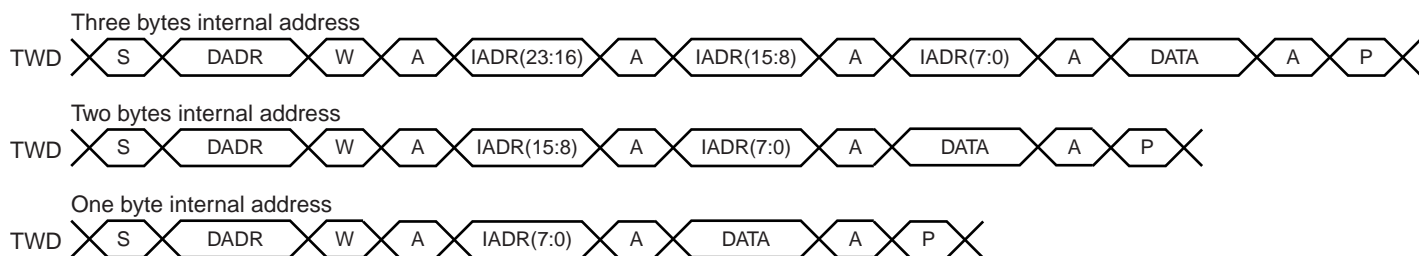 Three bytes internal address
TWD S DADR W A IADR(23:16) A IADR(15:8) A IADR(7:0) A DATA A P
Two bytes internal address
TWD S DADR W A IADR(15:8) A IADR(7:0) A DATA A P
One byte internal address
TWD S DADR W A IADR(7:0) A DATA A P